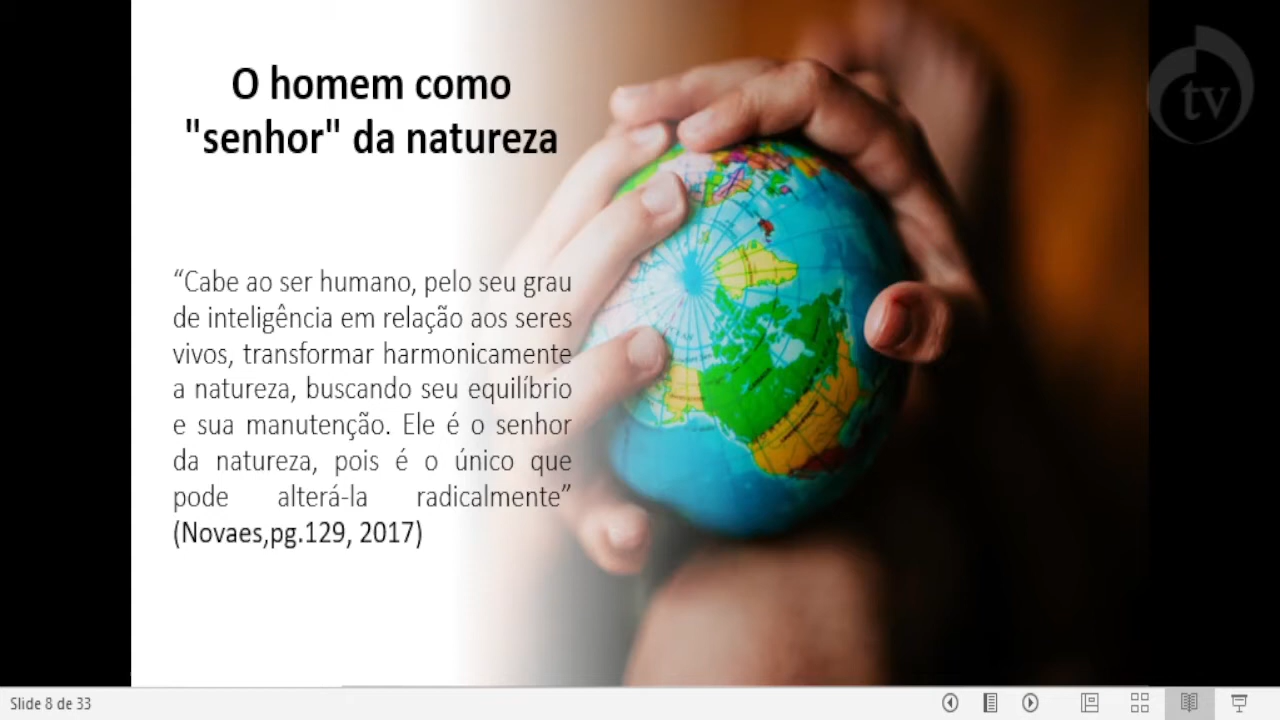 tv
O homem como
"senhor" da natureza
“Cabe ao ser humano, pelo seu grau
de inteligência em relação aos seres
vivos, transformar harmonicamente
a natureza, buscando seu equilíbrio
e sua manutenção. Ele é o senhor
da natureza, pois é o único que
pode alterá-la radicalmente”
(Novaes,pg.129, 2017)
Slide 8 de 33